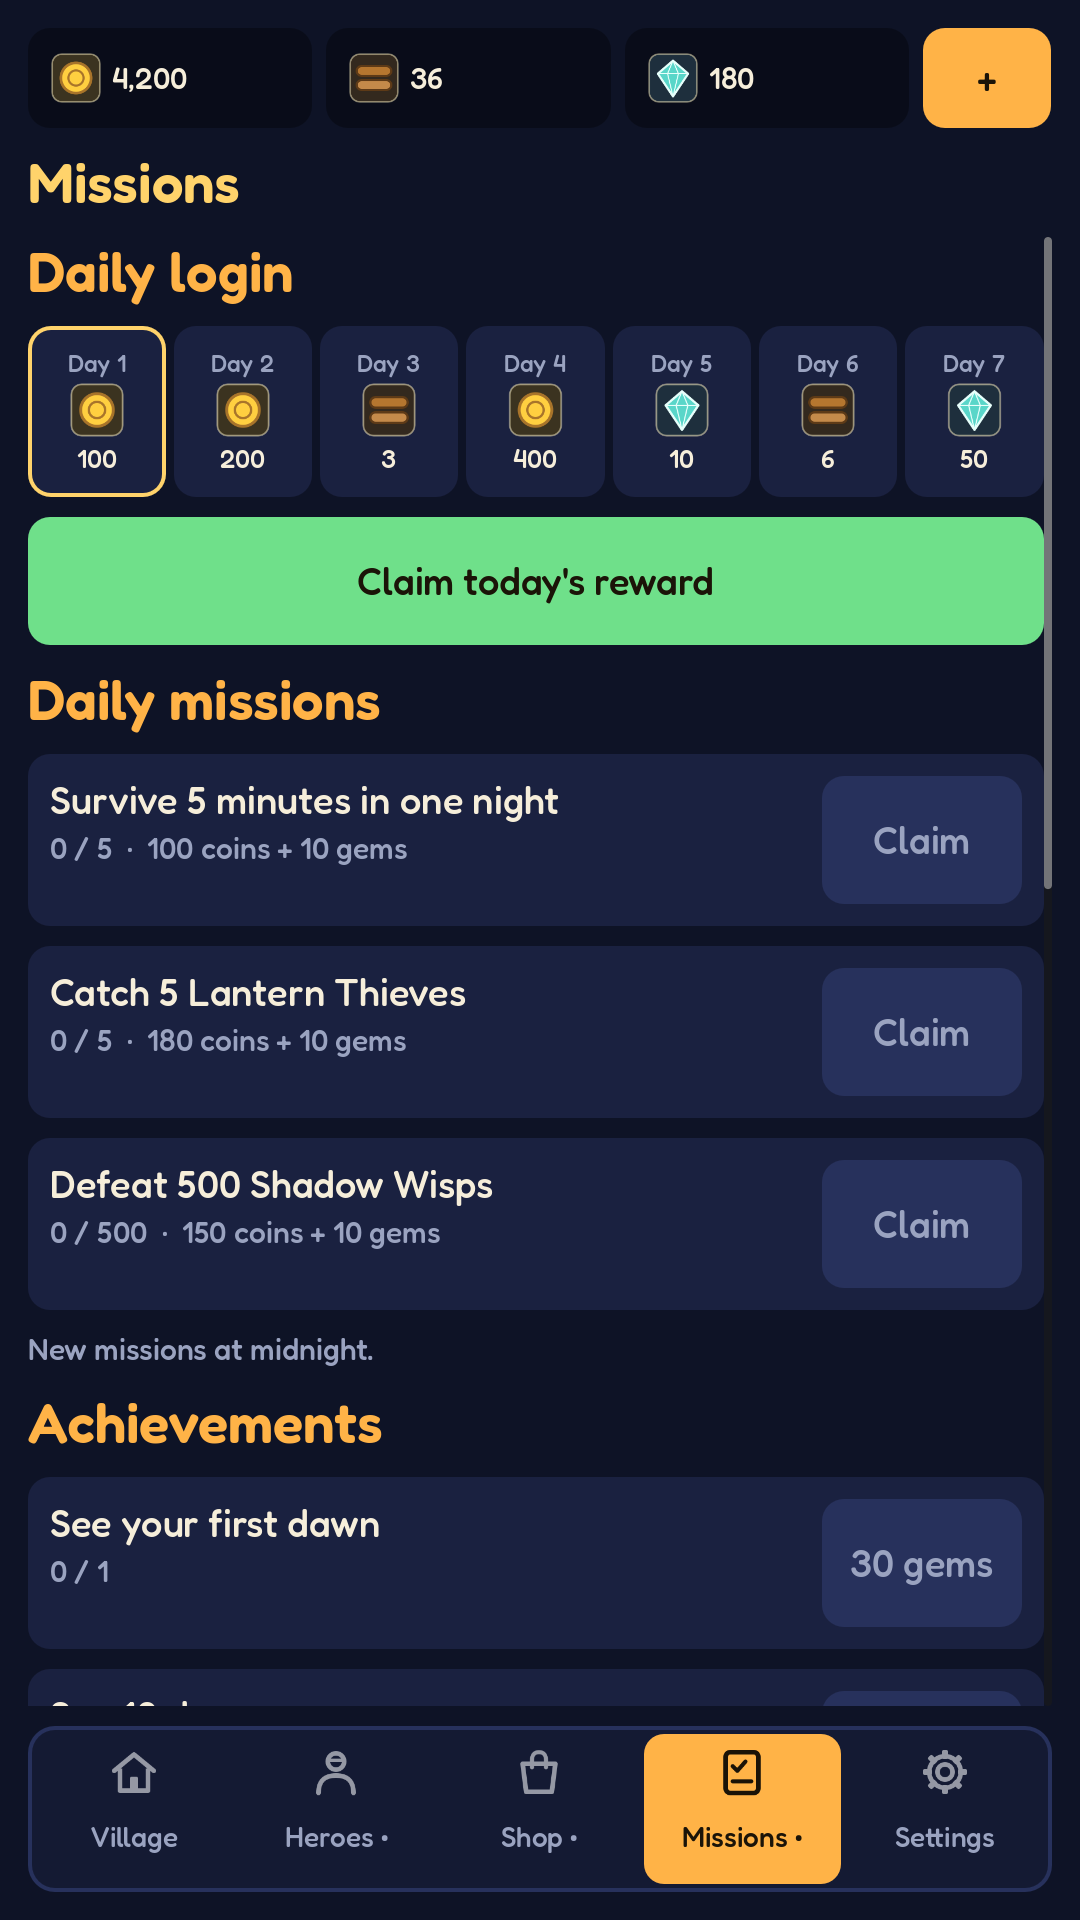 4,200 36 180 +
Missions
Daily login
Day 1 Day 2 Day 3 Day 4 Day 5 Day 6 Day 7
100 200 3 400 10 6 50
Claim today's reward
Daily missions
Survive 5 minutes in one night
0 / 5 · 100 coins + 10 gems
Claim
Catch 5 Lantern Thieves
0 / 5 · 180 coins + 10 gems
Claim
Defeat 500 Shadow Wisps
0 / 500 · 150 coins + 10 gems
Claim
New missions at midnight.
Achievements
See your first dawn
0 / 1
30 gems
Village Heroes • Shop • Missions • Settings